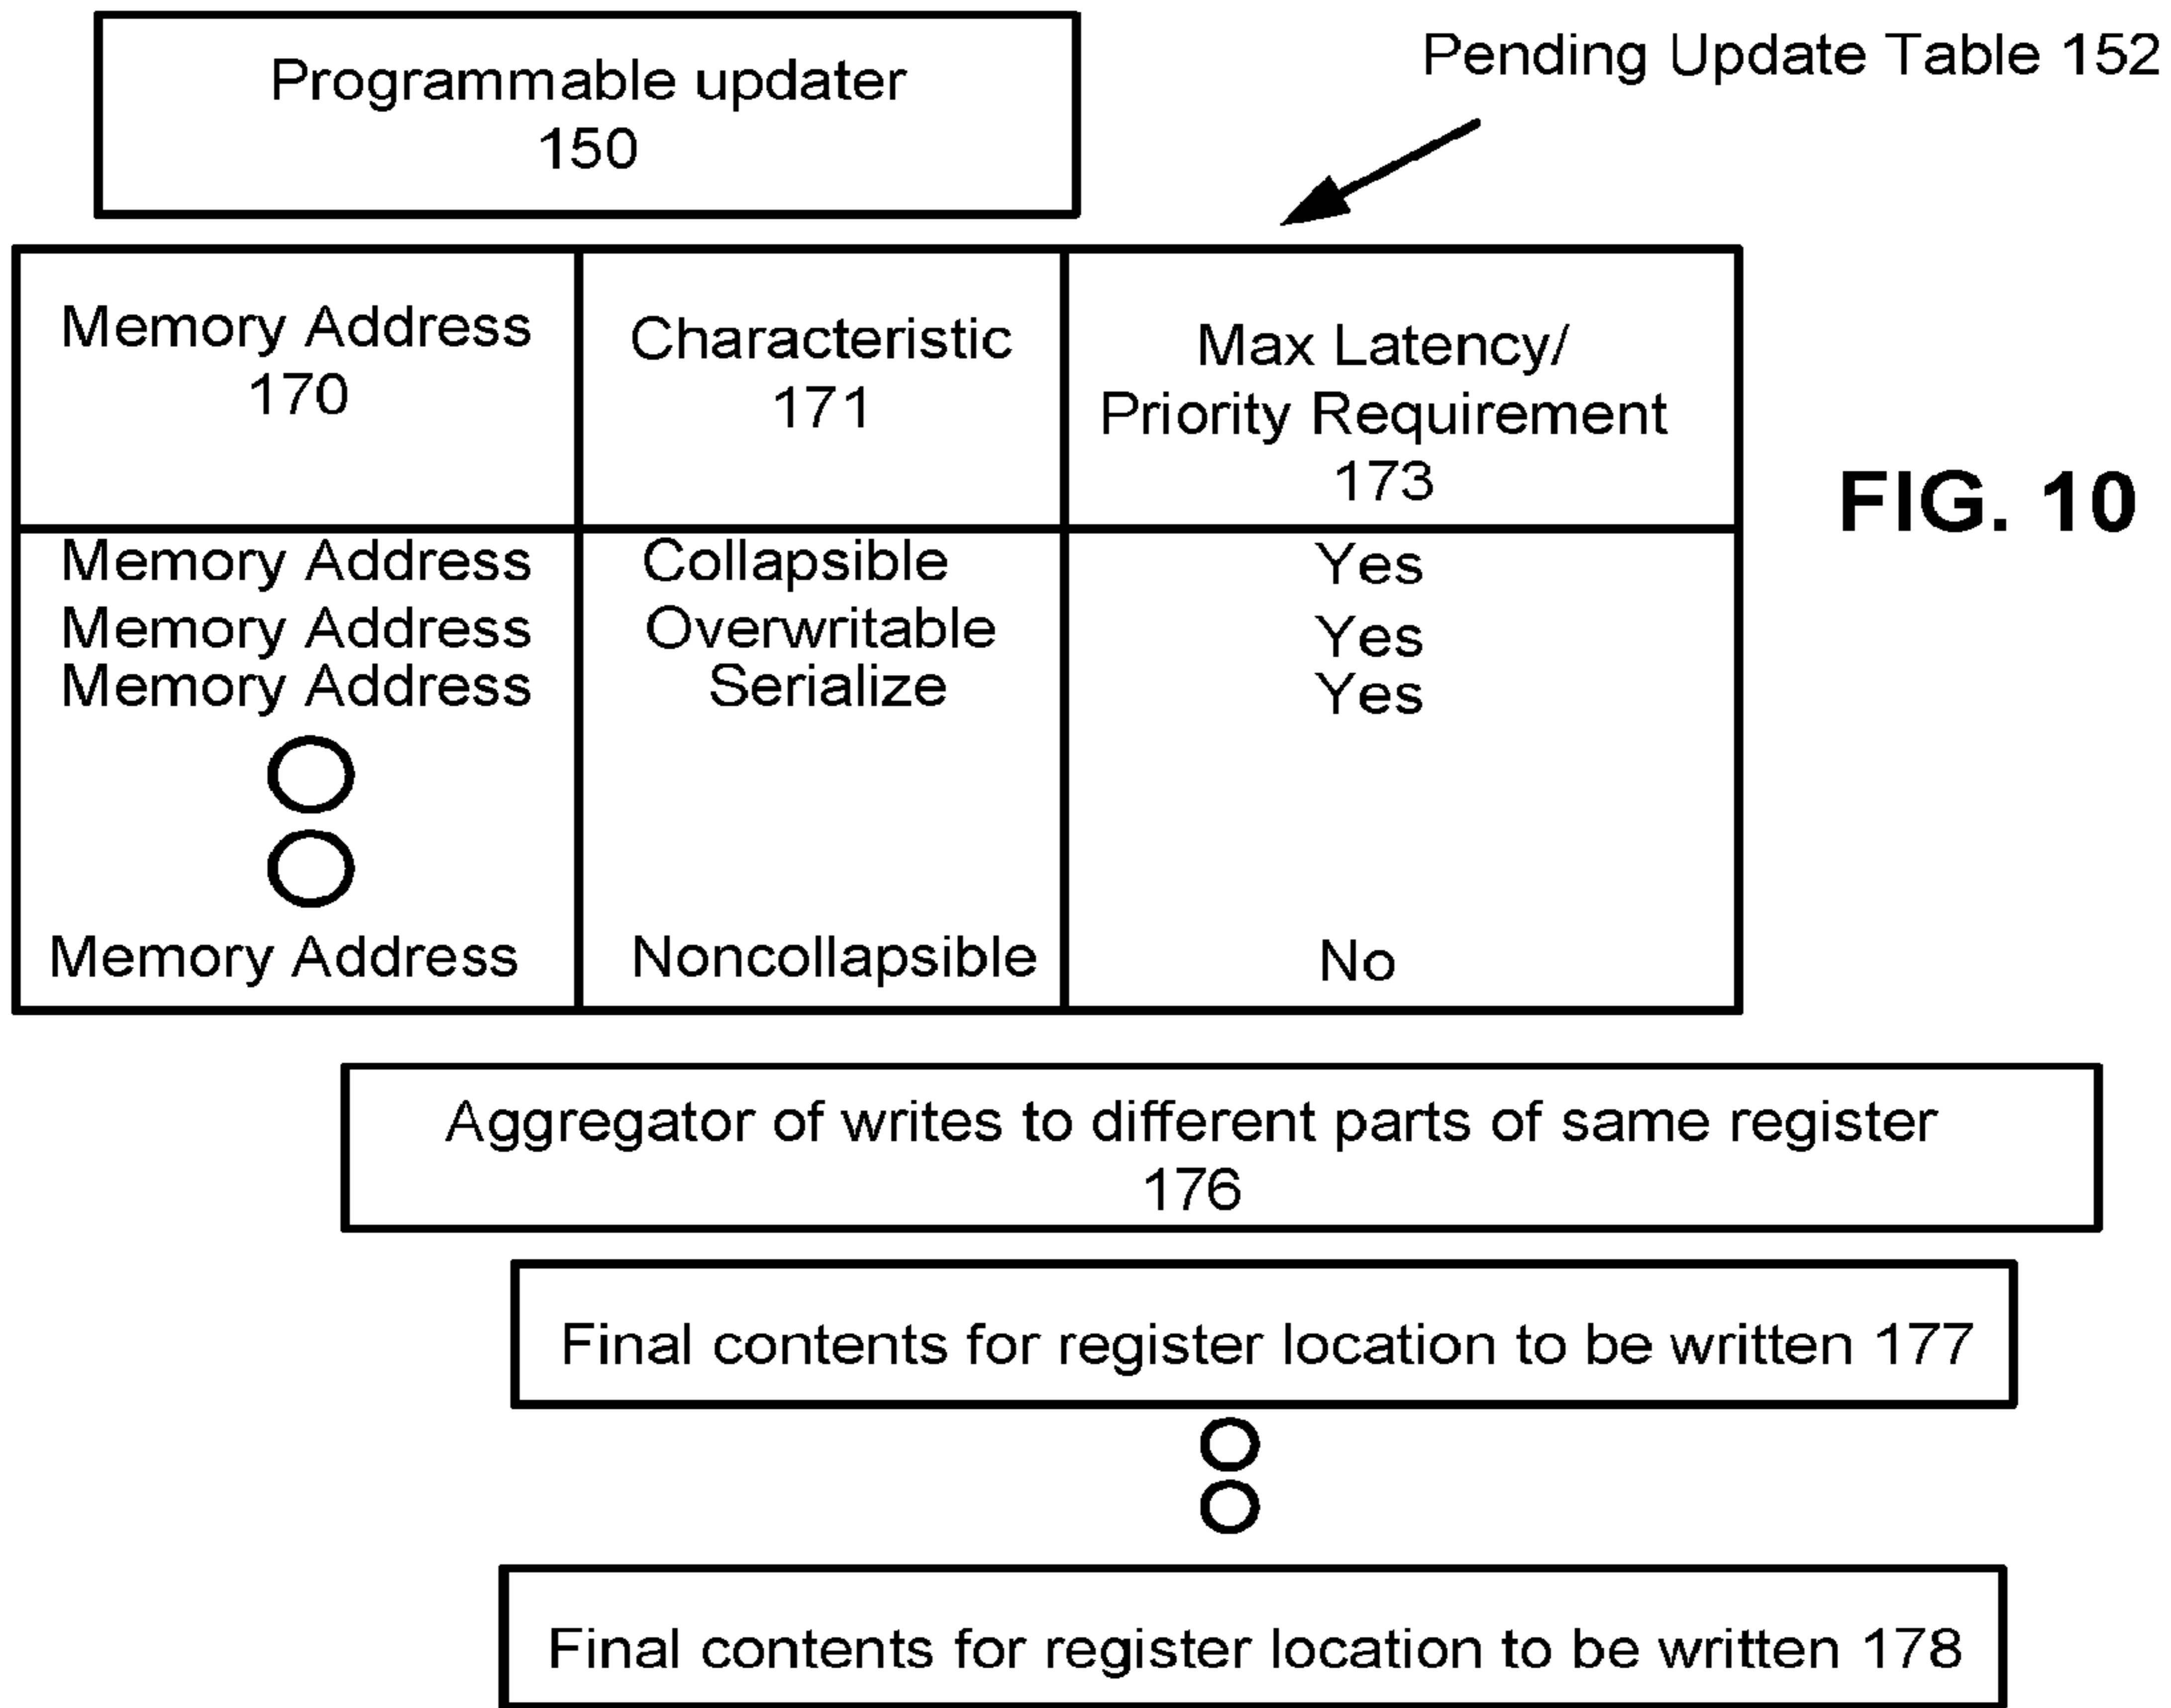 Programmable updater
150
Pending Update Table 152
Memory Address
170
Characteristic
171
Max Latency/
Priority Requirement
173
FIG. 10
Memory Address Collapsible Yes
Memory Address Overwritable Yes
Memory Address Serialize Yes
Memory Address Noncollapsible No
Aggregator of writes to different parts of same register
176
Final contents for register location to be written 177
Final contents for register location to be written 178